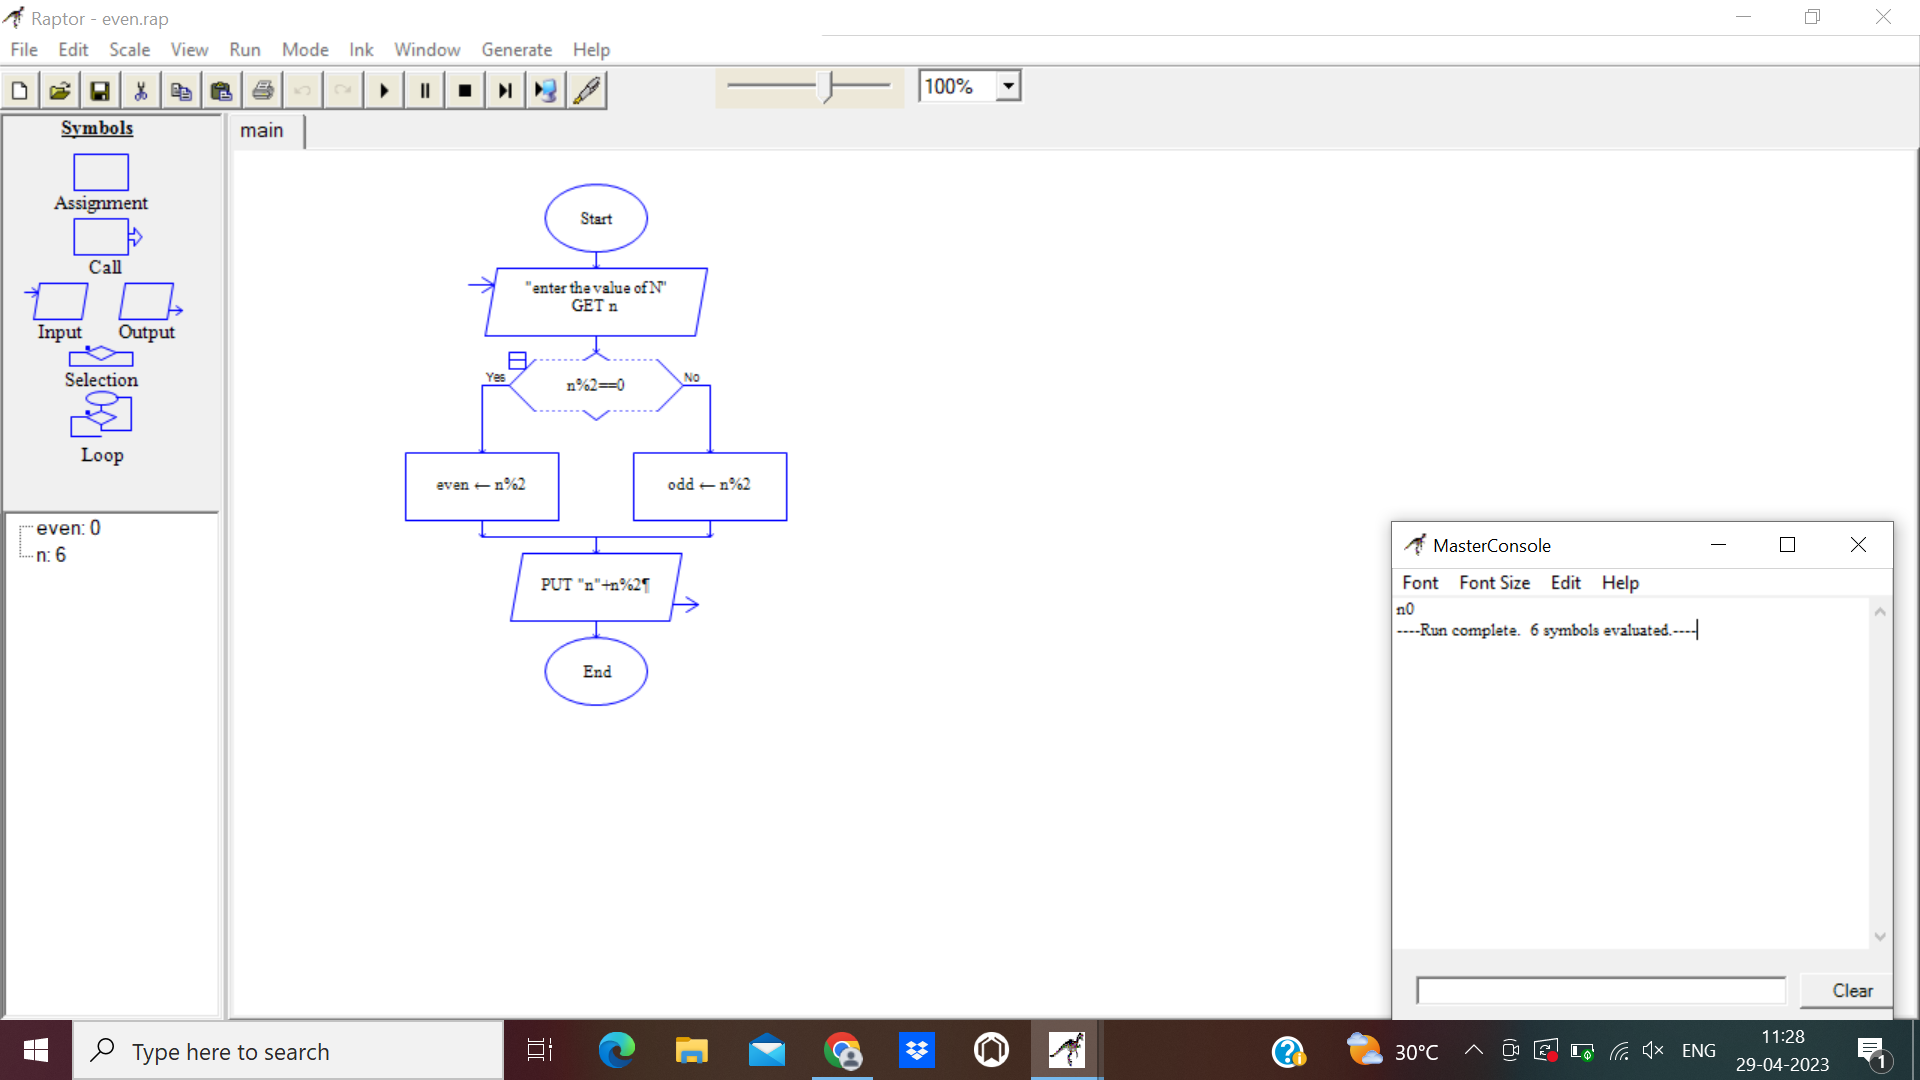 Raptor - even.rap
File Edit Scale View Run Mode Ink Window Generate Help
100%
Symbols
Assignment
Call
Input Output
Selection
Loop
even: 0
n: 6
main
Start
"enter the value of N"
GET n
Yes
n%2==0
No
even ← n%2
odd ← n%2
PUT "n"+n%2¶
End
MasterConsole
Font Font Size Edit Help
n0
----Run complete.  6 symbols evaluated.----
Clear
Type here to search
30°C
ENG
11:28
29-04-2023
1